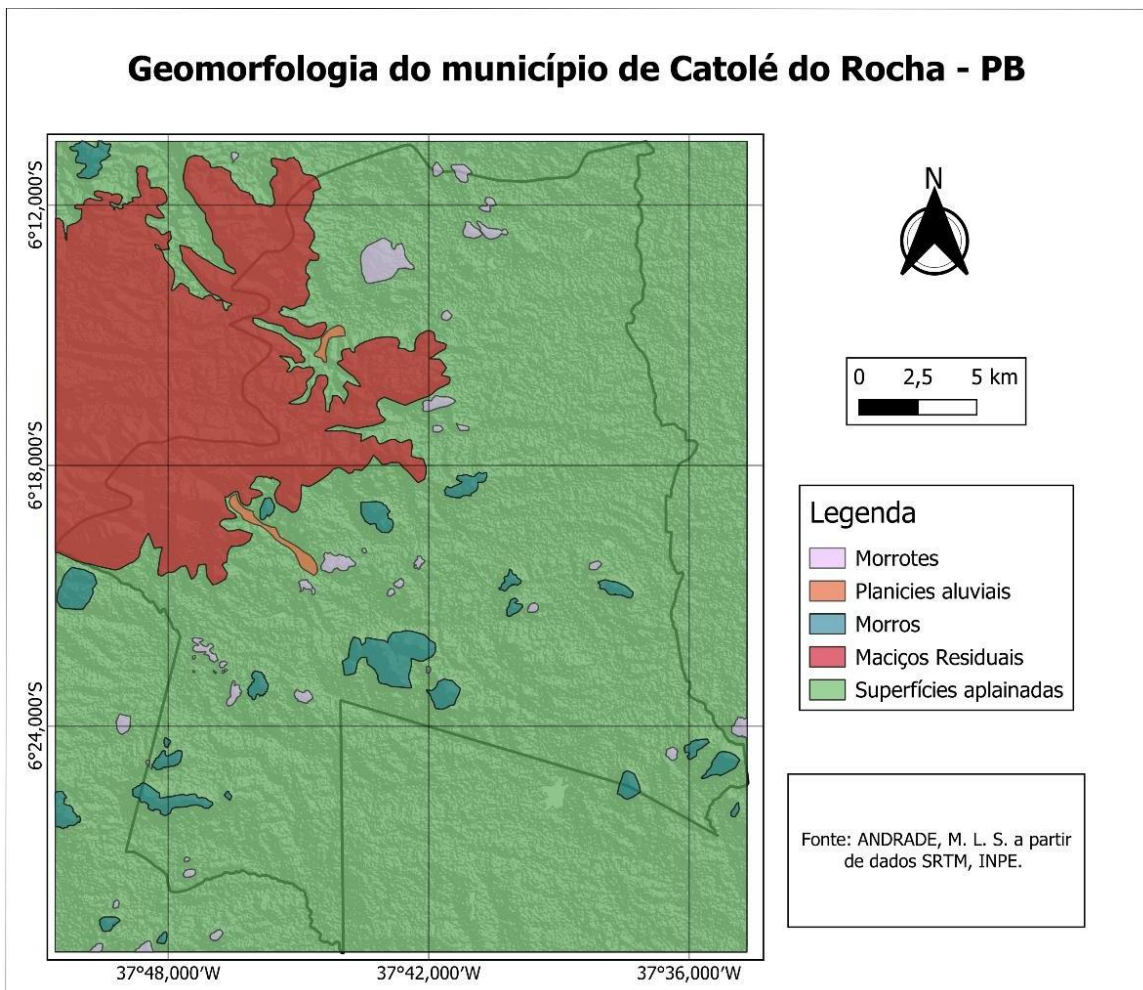 Geomorfologia do município de Catolé do Rocha - PB
6°12,000'S
6°18,000'S
6°24,000'S
37°48,000'W
37°42,000'W
37°36,000'W
N
0 2,5 5 km
Legenda
Morrotes
Planicies aluviais
Morros
Maciços Residuais
Superfícies aplainadas
Fonte: ANDRADE, M. L. S. a partir
de dados SRTM, INPE.